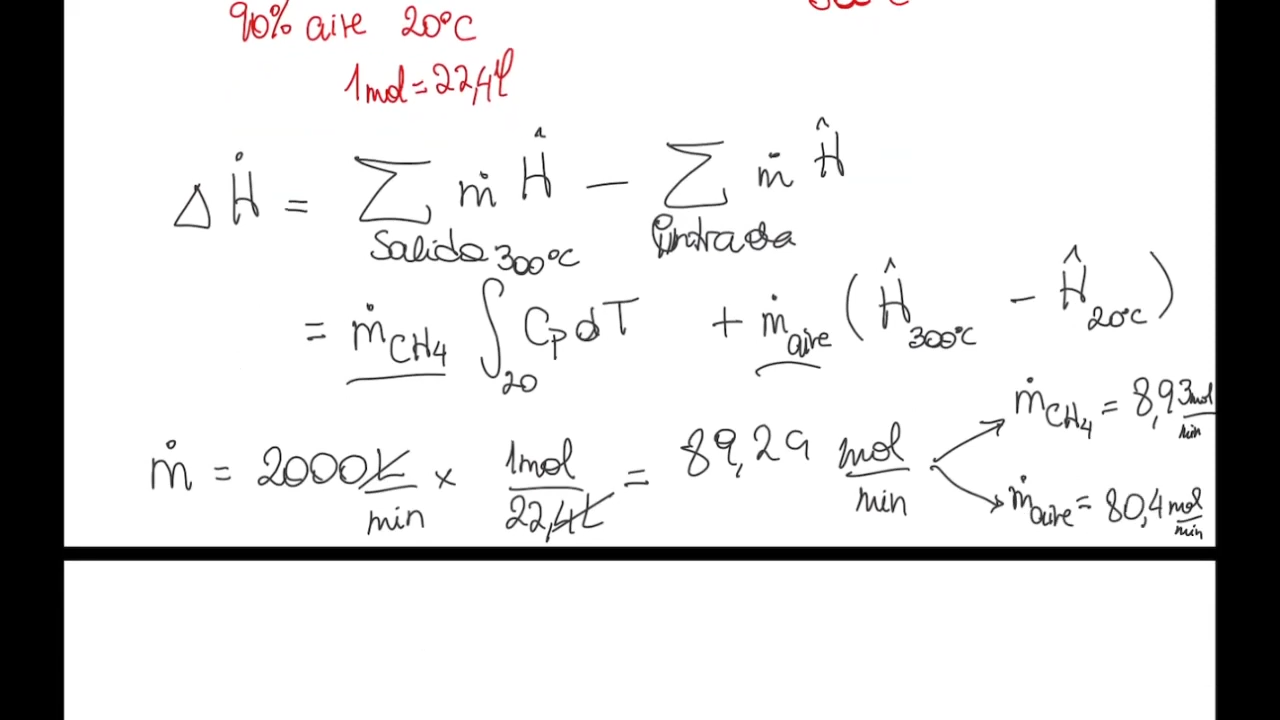 90% aire 20°C
1mol = 22,4l
ΔḢ = Σ ṁ Ĥ − Σ ṁ Ĥ
Salida 300°C Entrada
= ṁCH4 ∫20 Cp dT + ṁaire (Ĥ300°C − Ĥ20°C)
ṁ = 2000 L/min × 1mol/22,4L = 89,29 mol/min
ṁCH4 = 8,93 mol/min
ṁaire = 80,4 mol/min